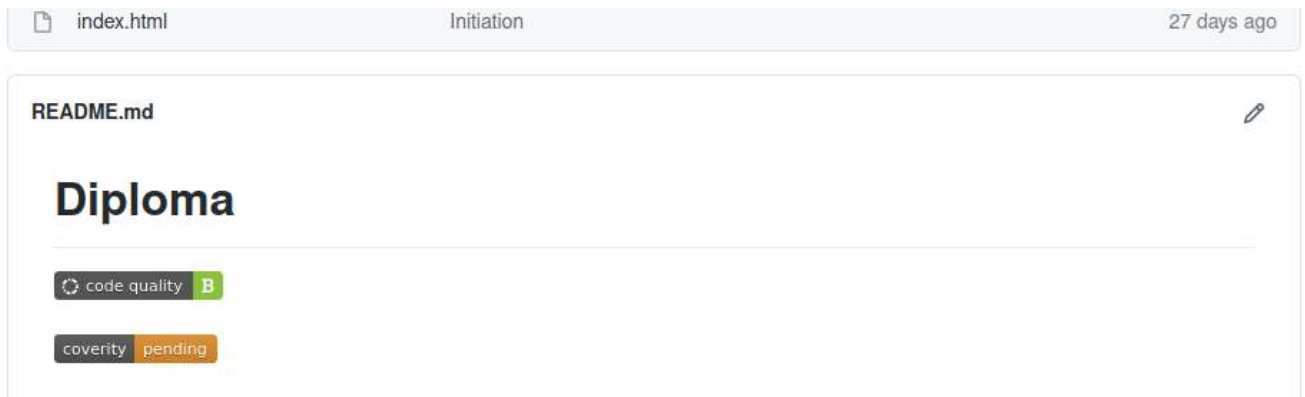 index.html Initiation 27 days ago
README.md
Diploma
code quality B
coverity pending